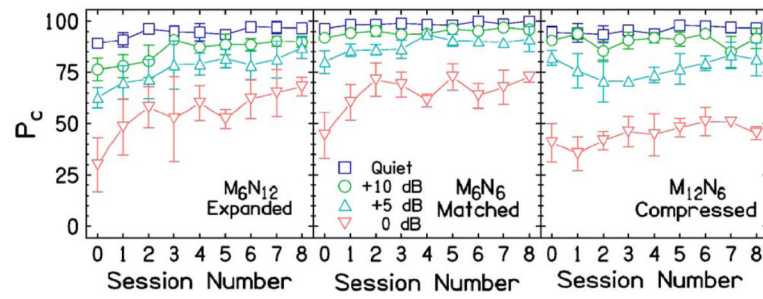 100
75
50
25
0
P_c
M6N12
Expanded
Quiet
+10 dB
+5 dB
0 dB
M6N6
Matched
M12N6
Compressed
0 1 2 3 4 5 6 7 8 0 1 2 3 4 5 6 7 8 0 1 2 3 4 5 6 7 8
Session Number Session Number Session Number